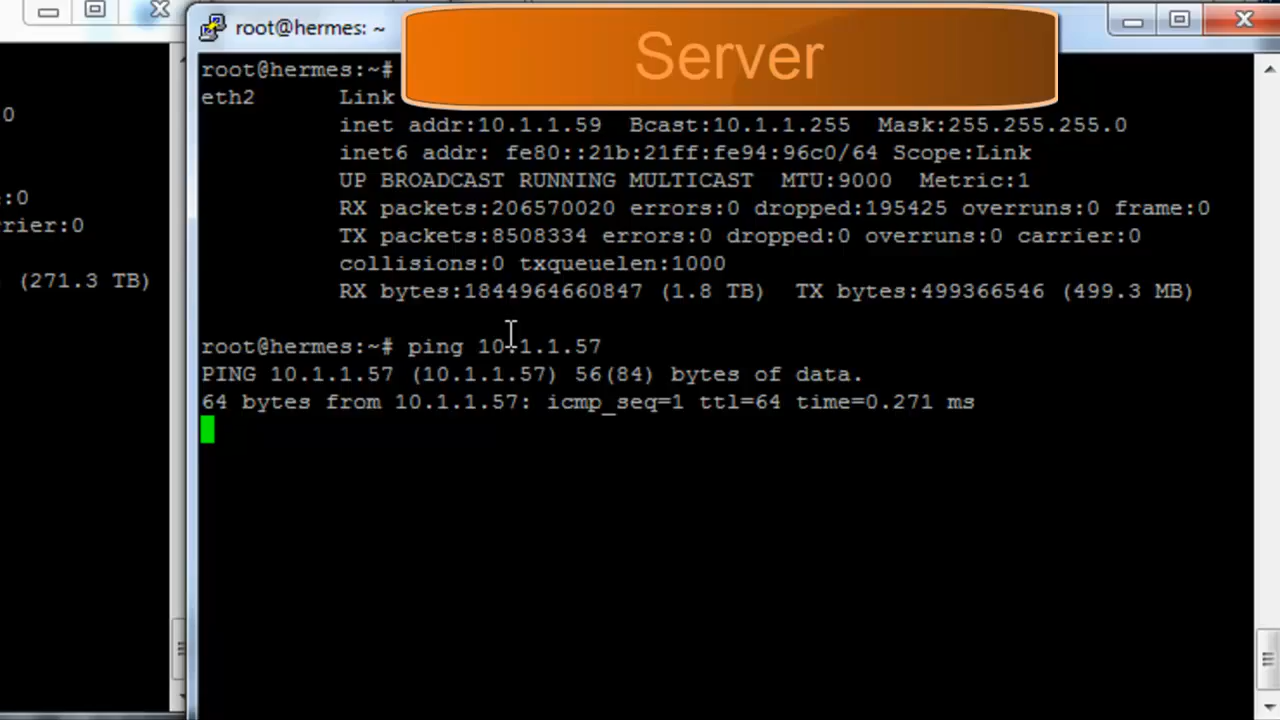 root@hermes: ~
Server
root@hermes:~#
eth2 Link
inet addr:10.1.1.59 Bcast:10.1.1.255 Mask:255.255.255.0
inet6 addr: fe80::21b:21ff:fe94:96c0/64 Scope:Link
UP BROADCAST RUNNING MULTICAST MTU:9000 Metric:1
RX packets:206570020 errors:0 dropped:195425 overruns:0 frame:0
TX packets:8508334 errors:0 dropped:0 overruns:0 carrier:0
collisions:0 txqueuelen:1000
RX bytes:1844964660847 (1.8 TB) TX bytes:499366546 (499.3 MB)
root@hermes:~# ping 10.1.1.57
PING 10.1.1.57 (10.1.1.57) 56(84) bytes of data.
64 bytes from 10.1.1.57: icmp_seq=1 ttl=64 time=0.271 ms
0
:0
rier:0
(271.3 TB)